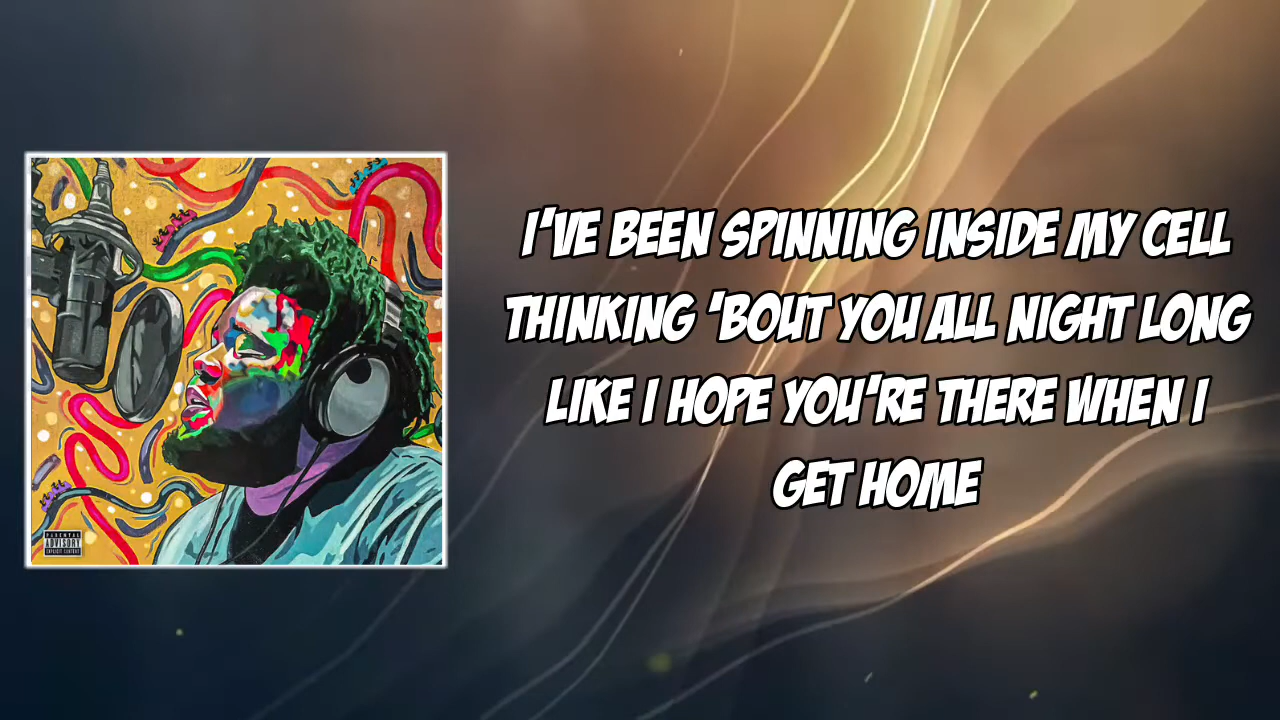 I'VE BEEN SPINNING INSIDE MY CELL
THINKING 'BOUT YOU ALL NIGHT LONG
LIKE I HOPE YOU'RE THERE WHEN I
GET HOME
PARENTAL
ADVISORY
EXPLICIT CONTENT